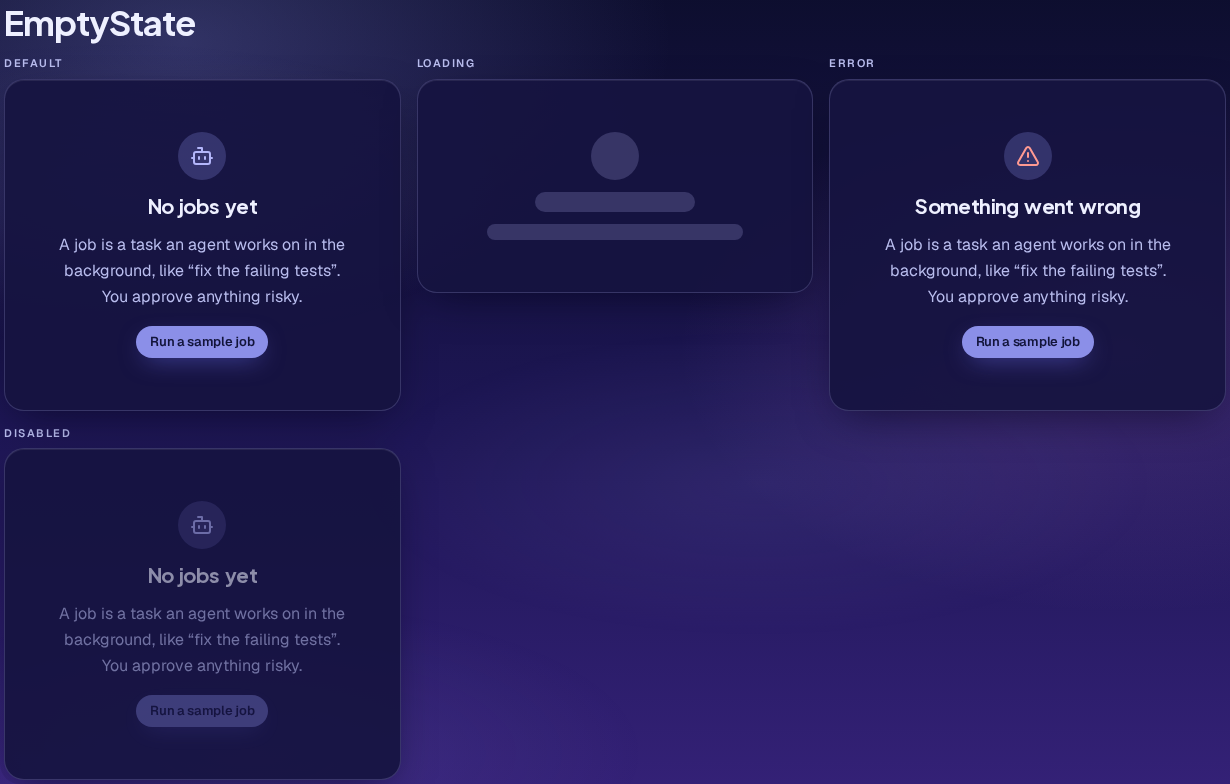 EmptyState
DEFAULT
No jobs yet
A job is a task an agent works on in the
background, like “fix the failing tests”.
You approve anything risky.
Run a sample job
LOADING
ERROR
Something went wrong
A job is a task an agent works on in the
background, like “fix the failing tests”.
You approve anything risky.
Run a sample job
DISABLED
No jobs yet
A job is a task an agent works on in the
background, like “fix the failing tests”.
You approve anything risky.
Run a sample job